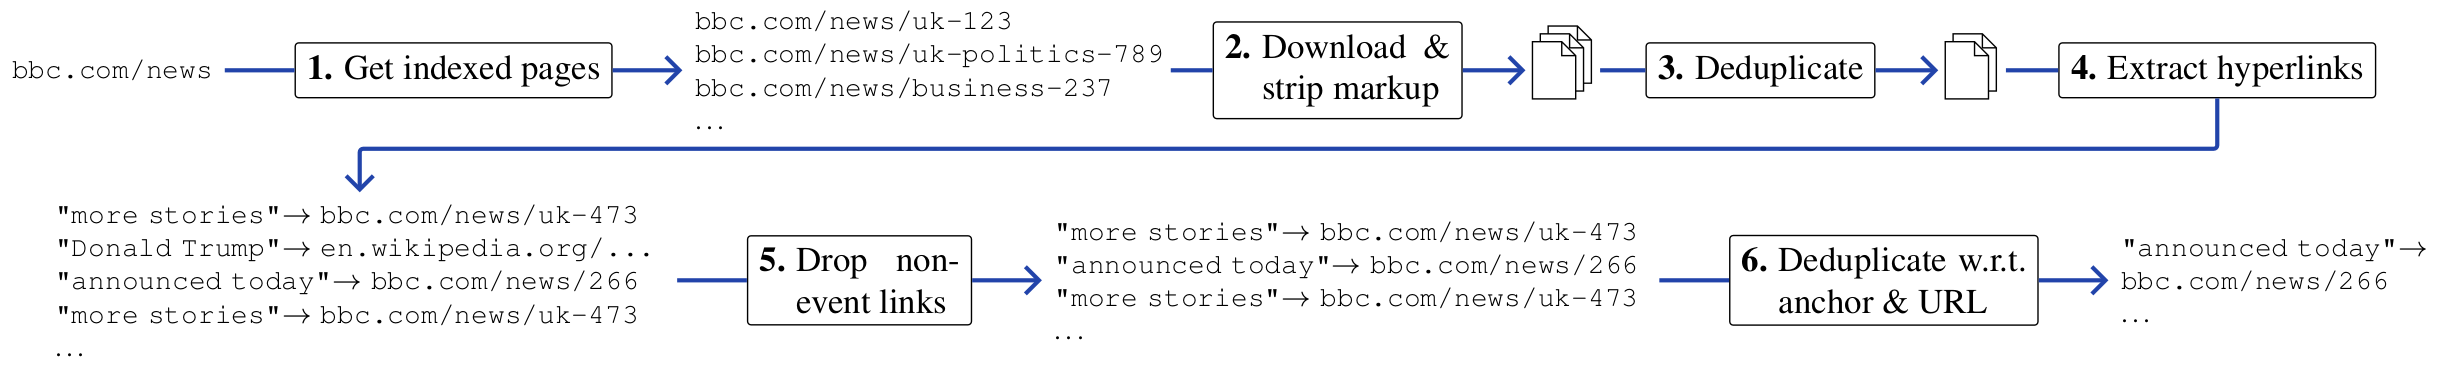 bbc.com/news
1. Get indexed pages
bbc.com/news/uk-123
bbc.com/news/uk-politics-789
bbc.com/news/business-237
...
2. Download &
strip markup
3. Deduplicate
4. Extract hyperlinks
"more stories"→ bbc.com/news/uk-473
"Donald Trump"→ en.wikipedia.org/...
"announced today"→ bbc.com/news/266
"more stories"→ bbc.com/news/uk-473
...
5. Drop non-
event links
"more stories"→ bbc.com/news/uk-473
"announced today"→ bbc.com/news/266
"more stories"→ bbc.com/news/uk-473
...
6. Deduplicate w.r.t.
anchor & URL
"announced today"→
bbc.com/news/266
...